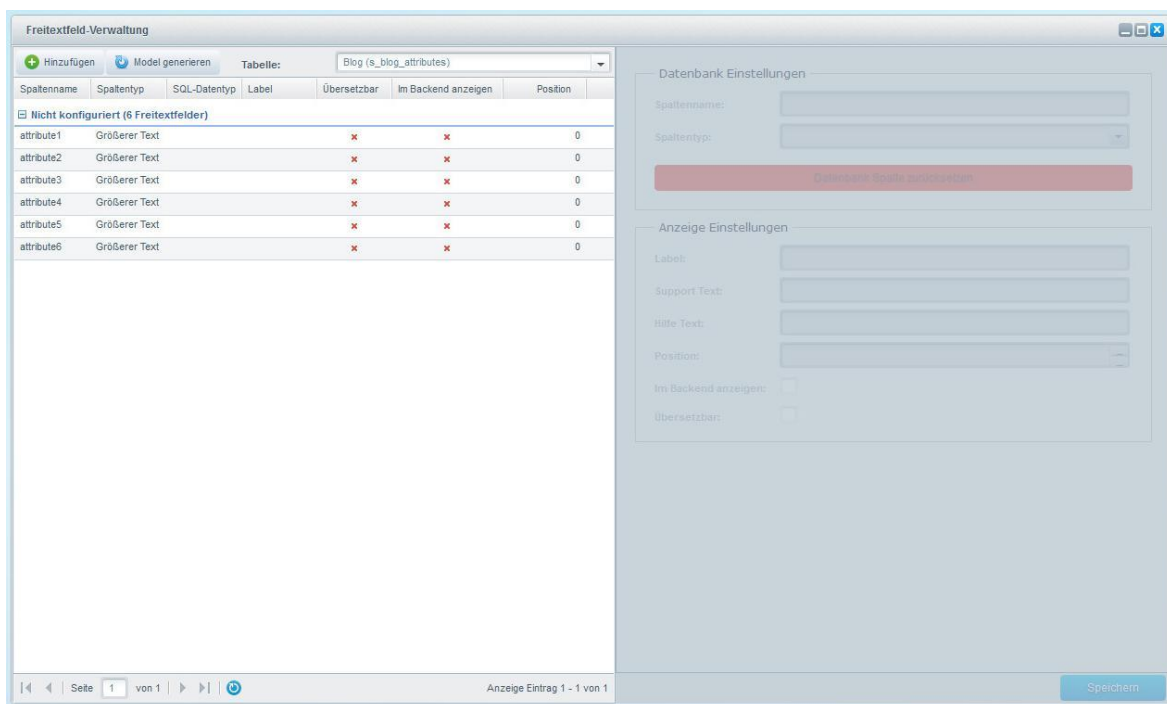 Freitextfeld-Verwaltung
Hinzufügen Model generieren Tabelle: Blog (s_blog_attributes)
Spaltenname Spaltentyp SQL-Datentyp Label Übersetzbar Im Backend anzeigen Position
Nicht konfiguriert (6 Freitextfelder)
attribute1 Größerer Text 0
attribute2 Größerer Text 0
attribute3 Größerer Text 0
attribute4 Größerer Text 0
attribute5 Größerer Text 0
attribute6 Größerer Text 0
Seite 1 von 1 Anzeige Eintrag 1 - 1 von 1
Datenbank Einstellungen
Spaltenname:
Spaltentyp:
Datenbank Spalte zurücksetzen
Anzeige Einstellungen
Label:
Support Text:
Hilfe Text:
Position:
Im Backend anzeigen:
Übersetzbar:
Speichern